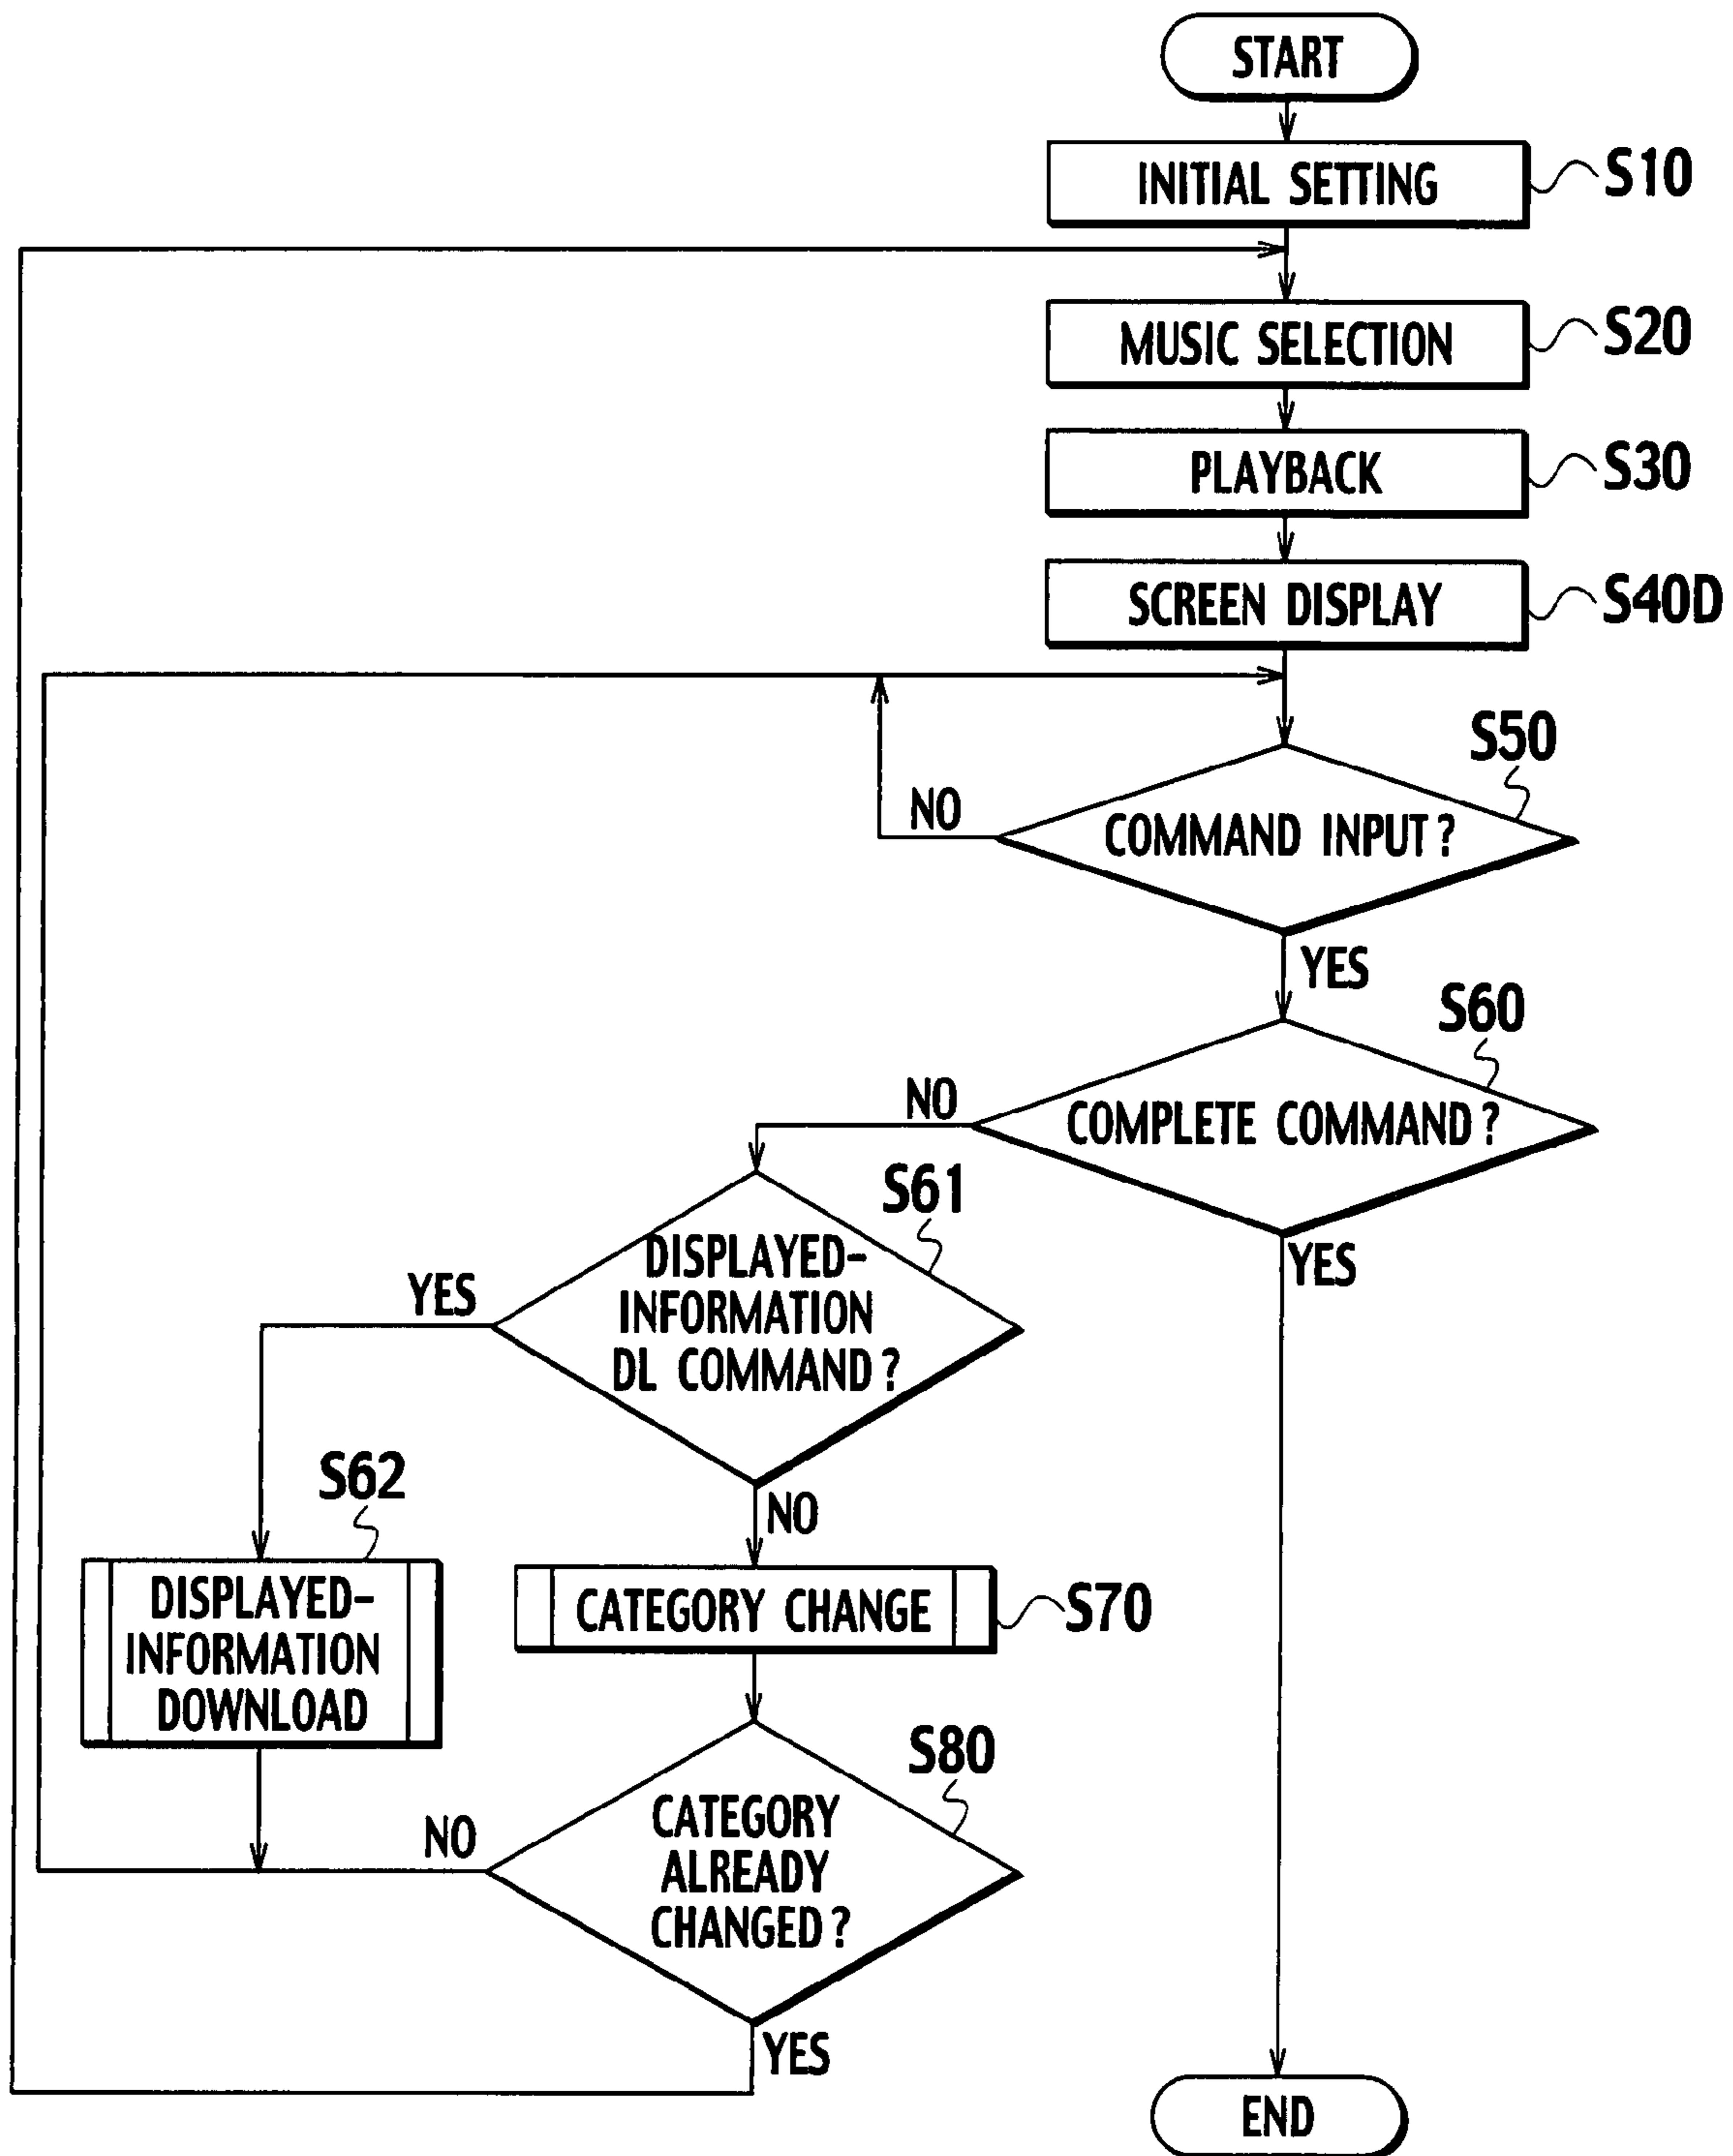 START
INITIAL SETTING
S10
MUSIC SELECTION
S20
PLAYBACK
S30
SCREEN DISPLAY
S40D
S50
COMMAND INPUT?
NO
YES
S60
COMPLETE COMMAND?
NO
YES
S61
DISPLAYED-
INFORMATION
DL COMMAND?
YES
NO
S62
DISPLAYED-
INFORMATION
DOWNLOAD
CATEGORY CHANGE
S70
S80
CATEGORY
ALREADY
CHANGED?
NO
YES
END